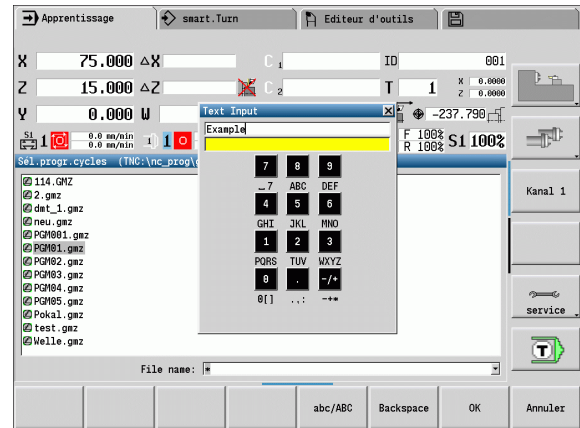 Apprentissage smart.Turn Editeur d'outils
X 75.000 ΔX C 1 ID 001
Z 15.000 ΔZ C 2 T 1 X 0.0000 Z 0.0000
Y 0.000 W -237.790
S1 1 0.0 mm/min 0.0 mm/min 1 F 100% R 100% S1 100%
Sél.progr.cycles (TNC:\nc_prog\
Text Input
Example
7 8 9
_7 ABC DEF
4 5 6
GHI JKL MNO
1 2 3
PQRS TUV WXYZ
0 . -/+
0[] .,: -+*
114.GMZ
2.gmz
dmt_1.gmz
neu.gmz
PGM001.gmz
PGM01.gmz
PGM02.gmz
PGM03.gmz
PGM04.gmz
PGM05.gmz
Pokal.gmz
test.gmz
Welle.gmz
File name: *
Kanal 1
service
T
abc/ABC Backspace OK Annuler